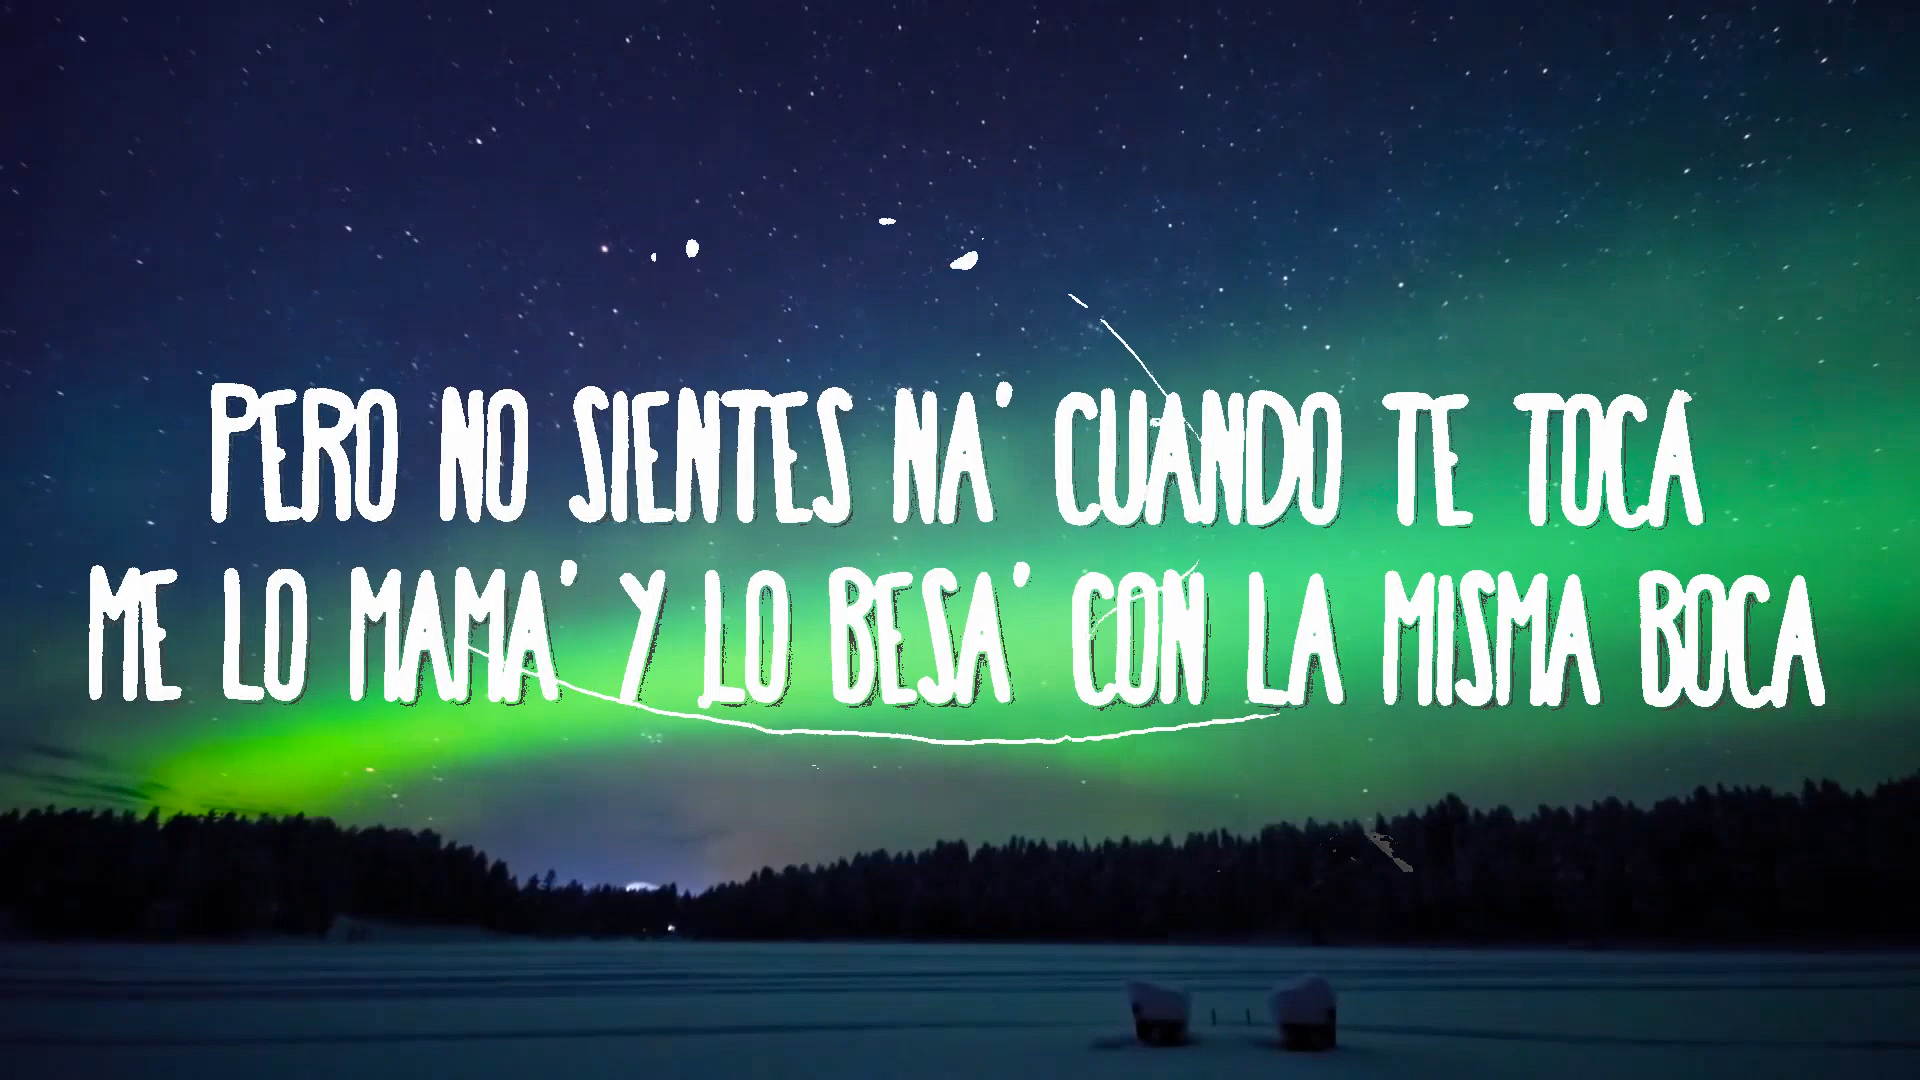 PERO NO SIENTES NA' CUANDO TE TOCA
ME LO MAMA' Y LO BESA' CON LA MISMA BOCA